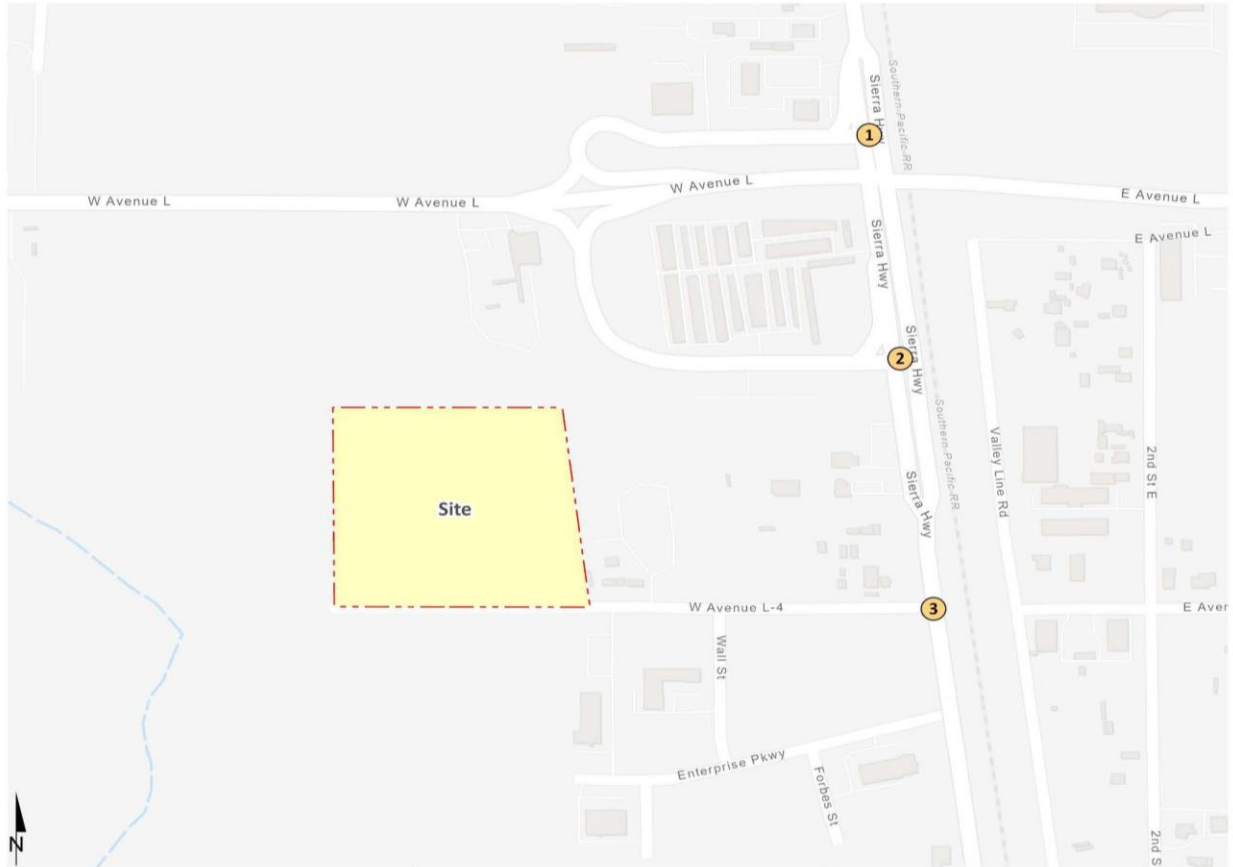 Sierra Hwy
Southern Pacific RR
1
W Avenue L
W Avenue L
W Avenue L
E Avenue L
E Avenue L
Sierra Hwy
2
Sierra Hwy
Southern Pacific RR
Valley Line Rd
2nd St E
Sierra Hwy
Site
W Avenue L-4
3
E Aver
Wall St
Enterprise Pkwy
Forbes St
2nd S
N